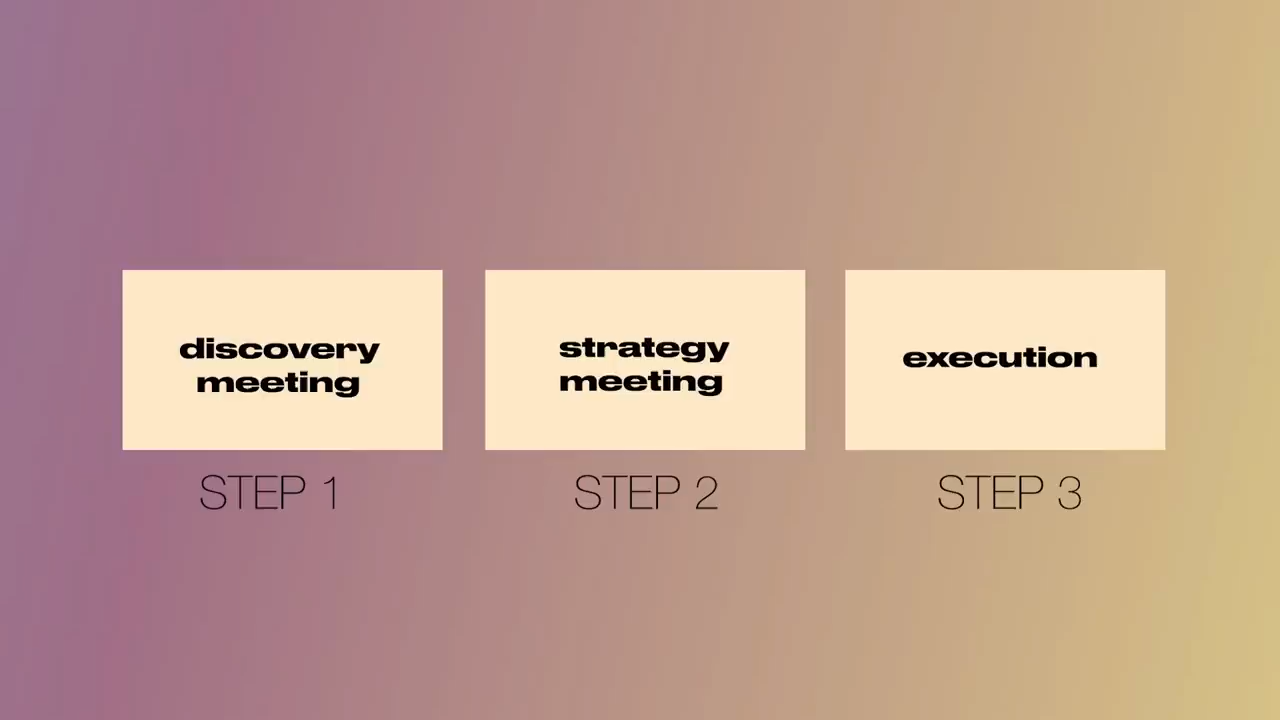 discovery
meeting
STEP 1
strategy
meeting
STEP 2
execution
STEP 3